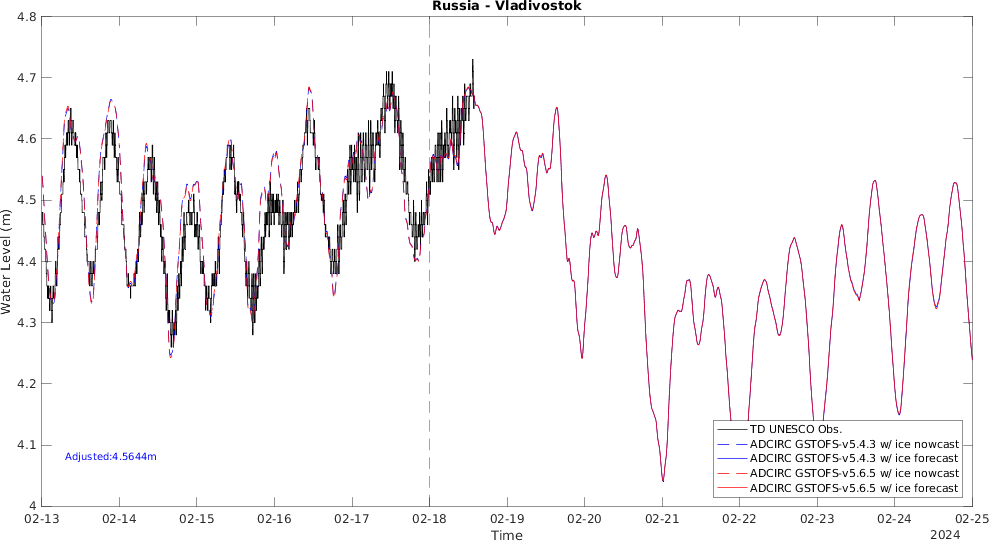 Russia - Vladivostok
4.8
4.7
4.6
4.5
4.4
4.3
4.2
4.1
4
Water Level (m)
Adjusted:4.5644m
TD UNESCO Obs.
ADCIRC GSTOFS-v5.4.3 w/ ice nowcast
ADCIRC GSTOFS-v5.4.3 w/ ice forecast
ADCIRC GSTOFS-v5.6.5 w/ ice nowcast
ADCIRC GSTOFS-v5.6.5 w/ ice forecast
02-13 02-14 02-15 02-16 02-17 02-18 02-19 02-20 02-21 02-22 02-23 02-24 02-25
Time
2024